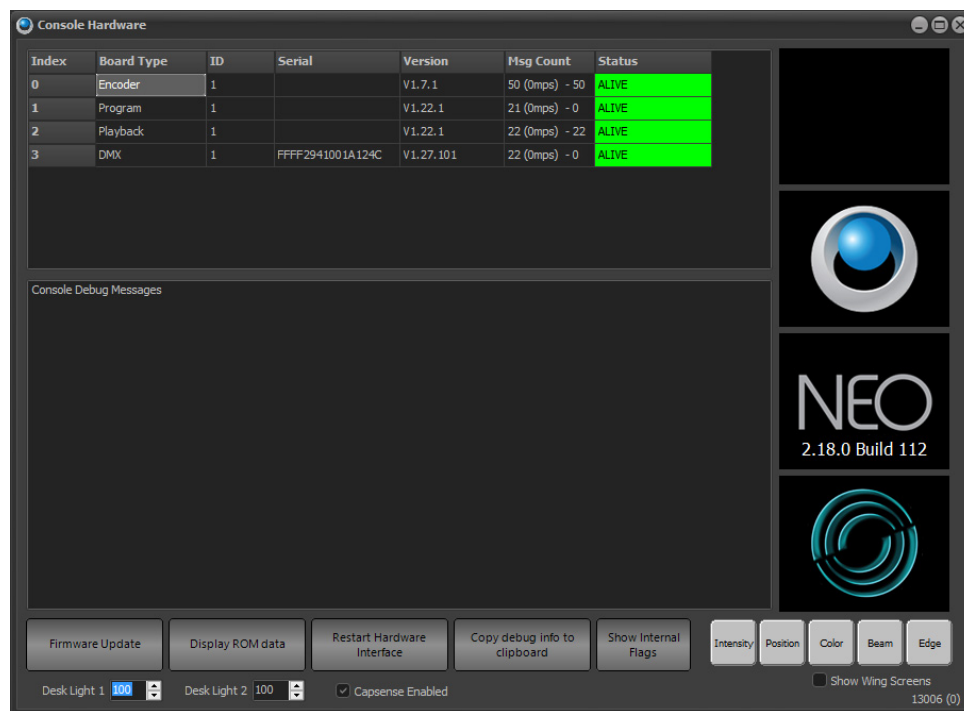 Console Hardware
Index Board Type ID Serial Version Msg Count Status
0 Encoder 1 V1.7.1 50 (0mps) - 50 ALIVE
1 Program 1 V1.22.1 21 (0mps) - 0 ALIVE
2 Playback 1 V1.22.1 22 (0mps) - 22 ALIVE
3 DMX 1 FFFF2941001A124C V1.27.101 22 (0mps) - 0 ALIVE
Console Debug Messages
NEO
2.18.0 Build 112
Firmware Update
Display ROM data
Restart Hardware
Interface
Copy debug info to
clipboard
Show Internal
Flags
Intensity
Position
Color
Beam
Edge
Desk Light 1 100
Desk Light 2 100
Capsense Enabled
Show Wing Screens
13006 (0)